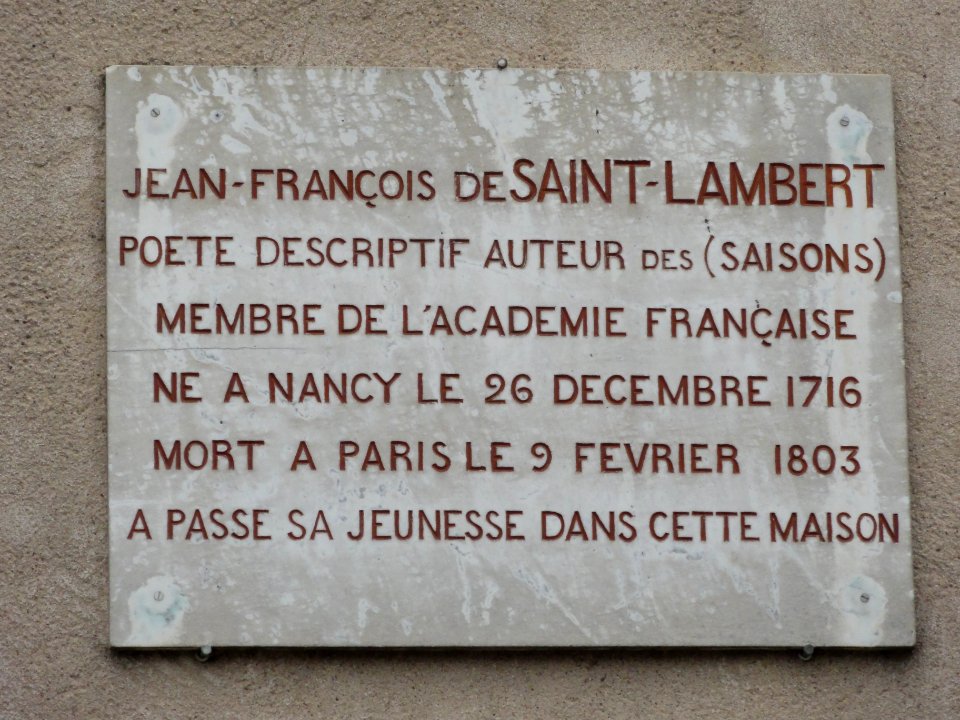 JEAN-FRANÇOIS DE SAINT-LAMBERT
POETE DESCRIPTIF AUTEUR DES (SAISONS)
MEMBRE DE L'ACADEMIE FRANÇAISE
NE A NANCY LE 26 DECEMBRE 1716
MORT A PARIS LE 9 FEVRIER 1803
A PASSE SA JEUNESSE DANS CETTE MAISON